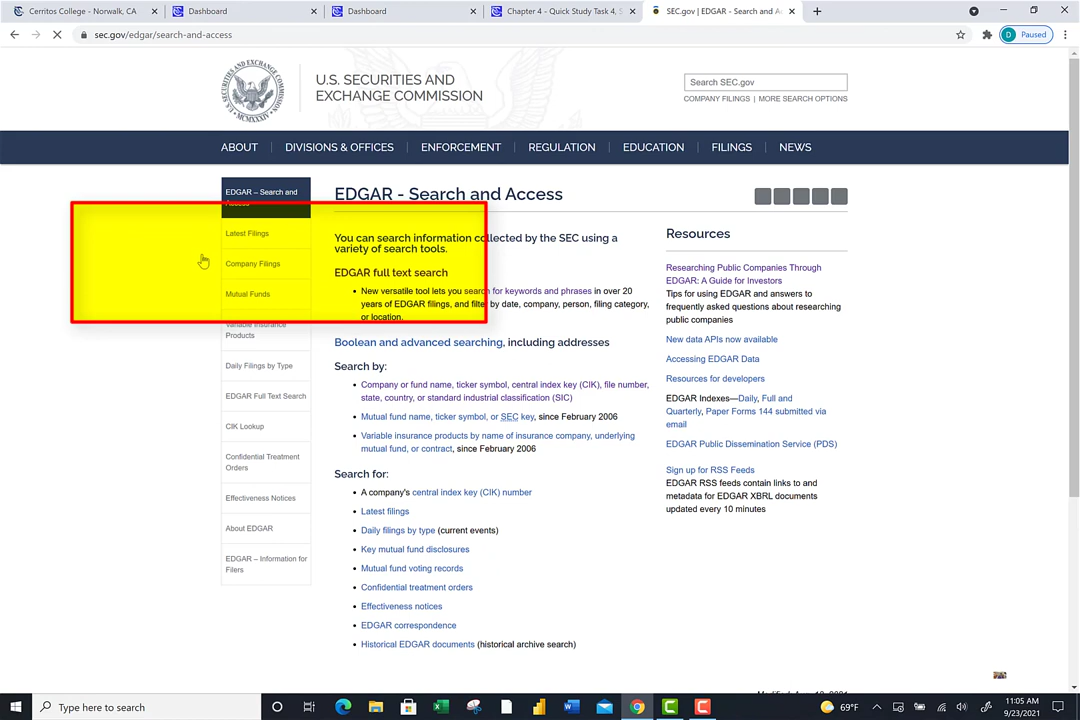 Cerritos College - Norwalk, CA
Dashboard
Dashboard
Chapter 4 - Quick Study Task 4, S
SEC.gov | EDGAR - Search and Ac
sec.gov/edgar/search-and-access
D Paused
U.S. SECURITIES AND
EXCHANGE COMMISSION
Search SEC.gov
COMPANY FILINGS | MORE SEARCH OPTIONS
ABOUT
DIVISIONS & OFFICES
ENFORCEMENT
REGULATION
EDUCATION
FILINGS
NEWS
EDGAR – Search and
Access
Latest Filings
Company Filings
Mutual Funds
Variable Insurance
Products
Daily Filings by Type
EDGAR Full Text Search
CIK Lookup
Confidential Treatment
Orders
Effectiveness Notices
About EDGAR
EDGAR – Information for
Filers
EDGAR - Search and Access
You can search information collected by the SEC using a
variety of search tools.
EDGAR full text search
• New versatile tool lets you search for keywords and phrases in over 20
years of EDGAR filings, and filter by date, company, person, filing category,
or location.
Boolean and advanced searching, including addresses
Search by:
• Company or fund name, ticker symbol, central index key (CIK), file number,
state, country, or standard industrial classification (SIC)
• Mutual fund name, ticker symbol, or SEC key, since February 2006
• Variable insurance products by name of insurance company, underlying
mutual fund, or contract, since February 2006
Search for:
• A company's central index key (CIK) number
• Latest filings
• Daily filings by type (current events)
• Key mutual fund disclosures
• Mutual fund voting records
• Confidential treatment orders
• Effectiveness notices
• EDGAR correspondence
• Historical EDGAR documents (historical archive search)
Resources
Researching Public Companies Through
EDGAR: A Guide for Investors
Tips for using EDGAR and answers to
frequently asked questions about researching
public companies
New data APIs now available
Accessing EDGAR Data
Resources for developers
EDGAR Indexes—Daily, Full and
Quarterly, Paper Forms 144 submitted via
email
EDGAR Public Dissemination Service (PDS)
Sign up for RSS Feeds
EDGAR RSS feeds contain links to and
metadata for EDGAR XBRL documents
updated every 10 minutes
Type here to search
69°F
11:05 AM
9/23/2021